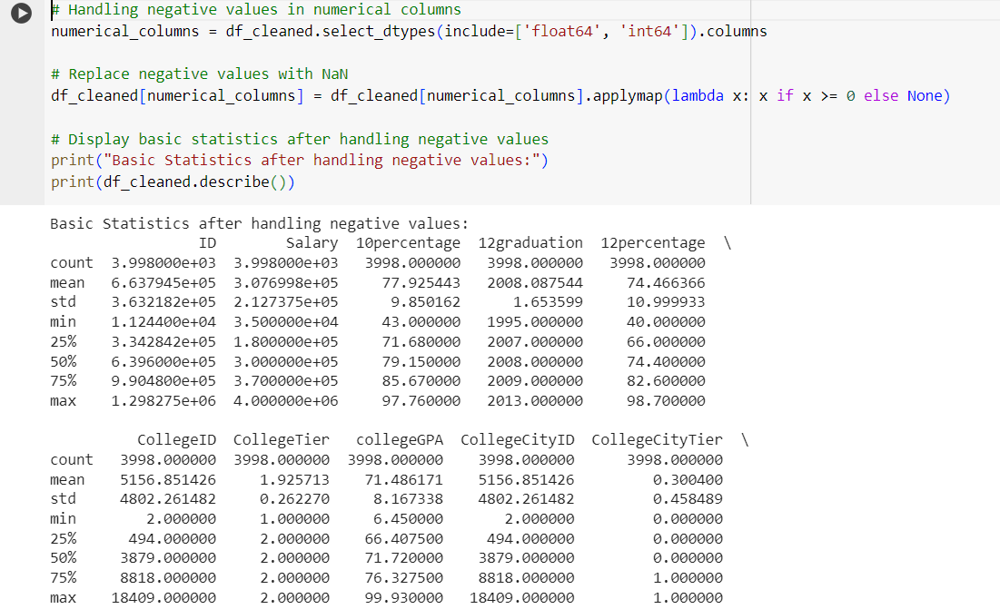 # Handling negative values in numerical columns
numerical_columns = df_cleaned.select_dtypes(include=['float64', 'int64']).columns
# Replace negative values with NaN
df_cleaned[numerical_columns] = df_cleaned[numerical_columns].applymap(lambda x: x if x >= 0 else None)
# Display basic statistics after handling negative values
print("Basic Statistics after handling negative values:")
print(df_cleaned.describe())
Basic Statistics after handling negative values:
ID Salary 10percentage 12graduation 12percentage \
count 3.998000e+03 3.998000e+03 3998.000000 3998.000000 3998.000000
mean 6.637945e+05 3.076998e+05 77.925443 2008.087544 74.466366
std 3.632182e+05 2.127375e+05 9.850162 1.653599 10.999933
min 1.124400e+04 3.500000e+04 43.000000 1995.000000 40.000000
25% 3.342842e+05 1.800000e+05 71.680000 2007.000000 66.000000
50% 6.396000e+05 3.000000e+05 79.150000 2008.000000 74.400000
75% 9.904800e+05 3.700000e+05 85.670000 2009.000000 82.600000
max 1.298275e+06 4.000000e+06 97.760000 2013.000000 98.700000
CollegeID CollegeTier collegeGPA CollegeCityID CollegeCityTier \
count 3998.000000 3998.000000 3998.000000 3998.000000 3998.000000
mean 5156.851426 1.925713 71.486171 5156.851426 0.300400
std 4802.261482 0.262270 8.167338 4802.261482 0.458489
min 2.000000 1.000000 6.450000 2.000000 0.000000
25% 494.000000 2.000000 66.407500 494.000000 0.000000
50% 3879.000000 2.000000 71.720000 3879.000000 0.000000
75% 8818.000000 2.000000 76.327500 8818.000000 1.000000
max 18409.000000 2.000000 99.930000 18409.000000 1.000000